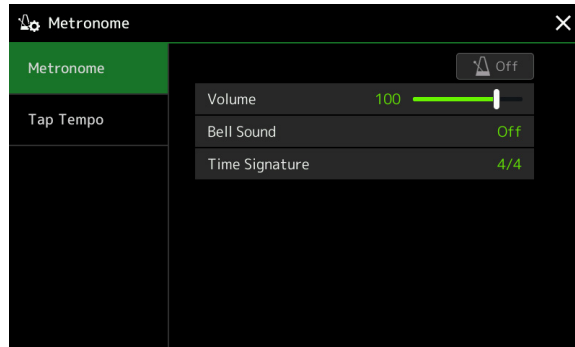 Metronome
Metronome
Off
Volume 100
Tap Tempo
Bell Sound Off
Time Signature 4/4